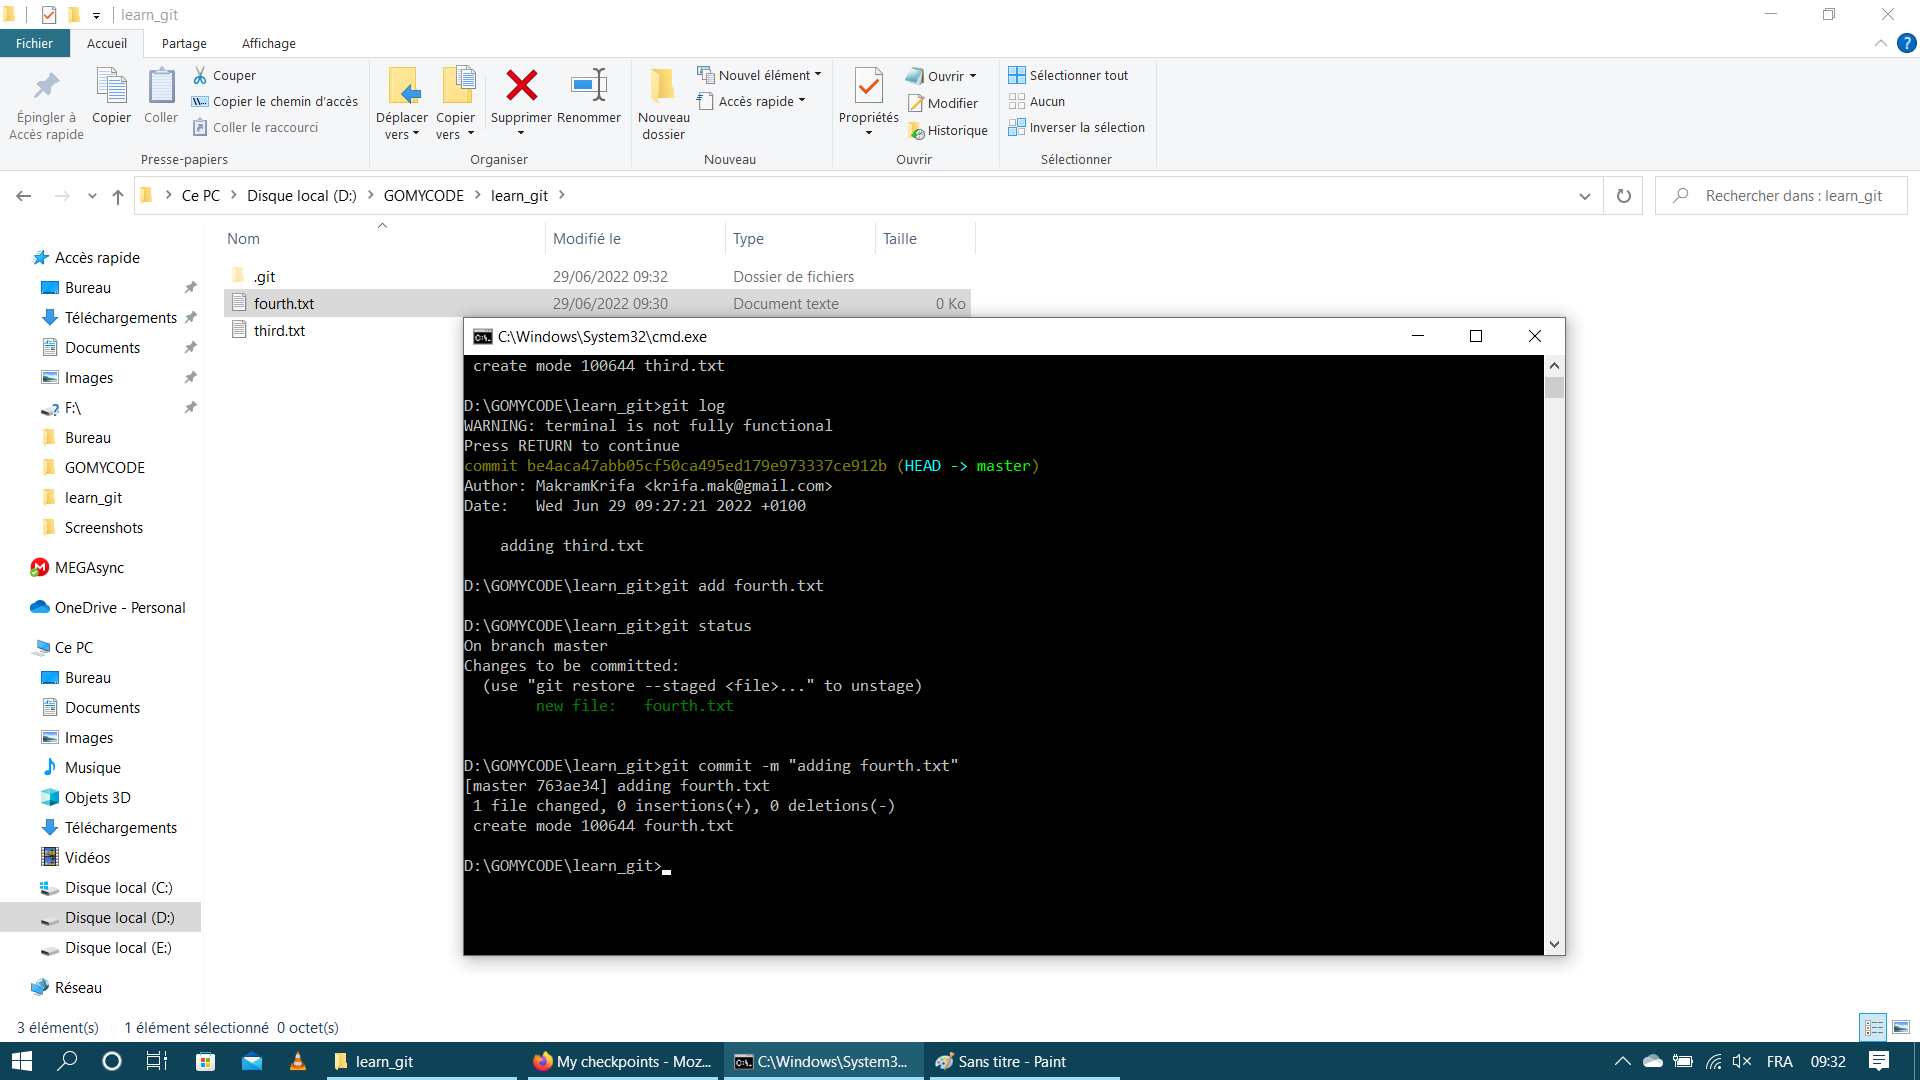 learn_git
Fichier Accueil Partage Affichage
Épingler à Accès rapide
Copier
Coller
Couper
Copier le chemin d'accès
Coller le raccourci
Presse-papiers
Déplacer vers
Copier vers
Supprimer
Renommer
Organiser
Nouveau dossier
Nouvel élément
Accès rapide
Nouveau
Propriétés
Ouvrir
Modifier
Historique
Ouvrir
Sélectionner tout
Aucun
Inverser la sélection
Sélectionner
Ce PC > Disque local (D:) > GOMYCODE > learn_git >
Rechercher dans : learn_git
Nom Modifié le Type Taille
.git 29/06/2022 09:32 Dossier de fichiers
fourth.txt 29/06/2022 09:30 Document texte 0 Ko
third.txt
Accès rapide
Bureau
Téléchargements
Documents
Images
F:\
Bureau
GOMYCODE
learn_git
Screenshots
MEGAsync
OneDrive - Personal
Ce PC
Bureau
Documents
Images
Musique
Objets 3D
Téléchargements
Vidéos
Disque local (C:)
Disque local (D:)
Disque local (E:)
Réseau
C:\Windows\System32\cmd.exe
create mode 100644 third.txt
D:\GOMYCODE\learn_git>git log
WARNING: terminal is not fully functional
Press RETURN to continue
commit be4aca47abb05cf50ca495ed179e973337ce912b (HEAD -> master)
Author: MakramKrifa <krifa.mak@gmail.com>
Date:   Wed Jun 29 09:27:21 2022 +0100
adding third.txt
D:\GOMYCODE\learn_git>git add fourth.txt
D:\GOMYCODE\learn_git>git status
On branch master
Changes to be committed:
(use "git restore --staged <file>..." to unstage)
new file:   fourth.txt
D:\GOMYCODE\learn_git>git commit -m "adding fourth.txt"
[master 763ae34] adding fourth.txt
1 file changed, 0 insertions(+), 0 deletions(-)
create mode 100644 fourth.txt
D:\GOMYCODE\learn_git>
3 élément(s) 1 élément sélectionné 0 octet(s)
learn_git
My checkpoints - Moz...
C:\Windows\System3...
Sans titre - Paint
FRA 09:32